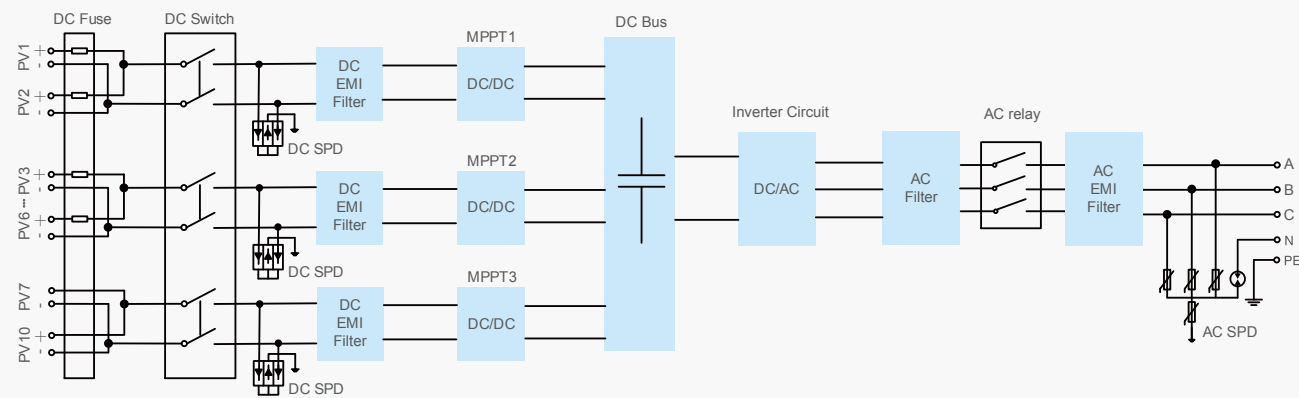 DC Fuse
DC Switch
DC Bus
PV1
+
-
PV2
+
-
DC
EMI
Filter
MPPT1
DC/DC
DC SPD
PV6 --- PV3
+
-
+
-
DC
EMI
Filter
MPPT2
DC/DC
DC SPD
PV7
-
PV10
+
-
DC
EMI
Filter
MPPT3
DC/DC
DC SPD
Inverter Circuit
DC/AC
AC
Filter
AC relay
AC
EMI
Filter
A
B
C
N
PE
AC SPD